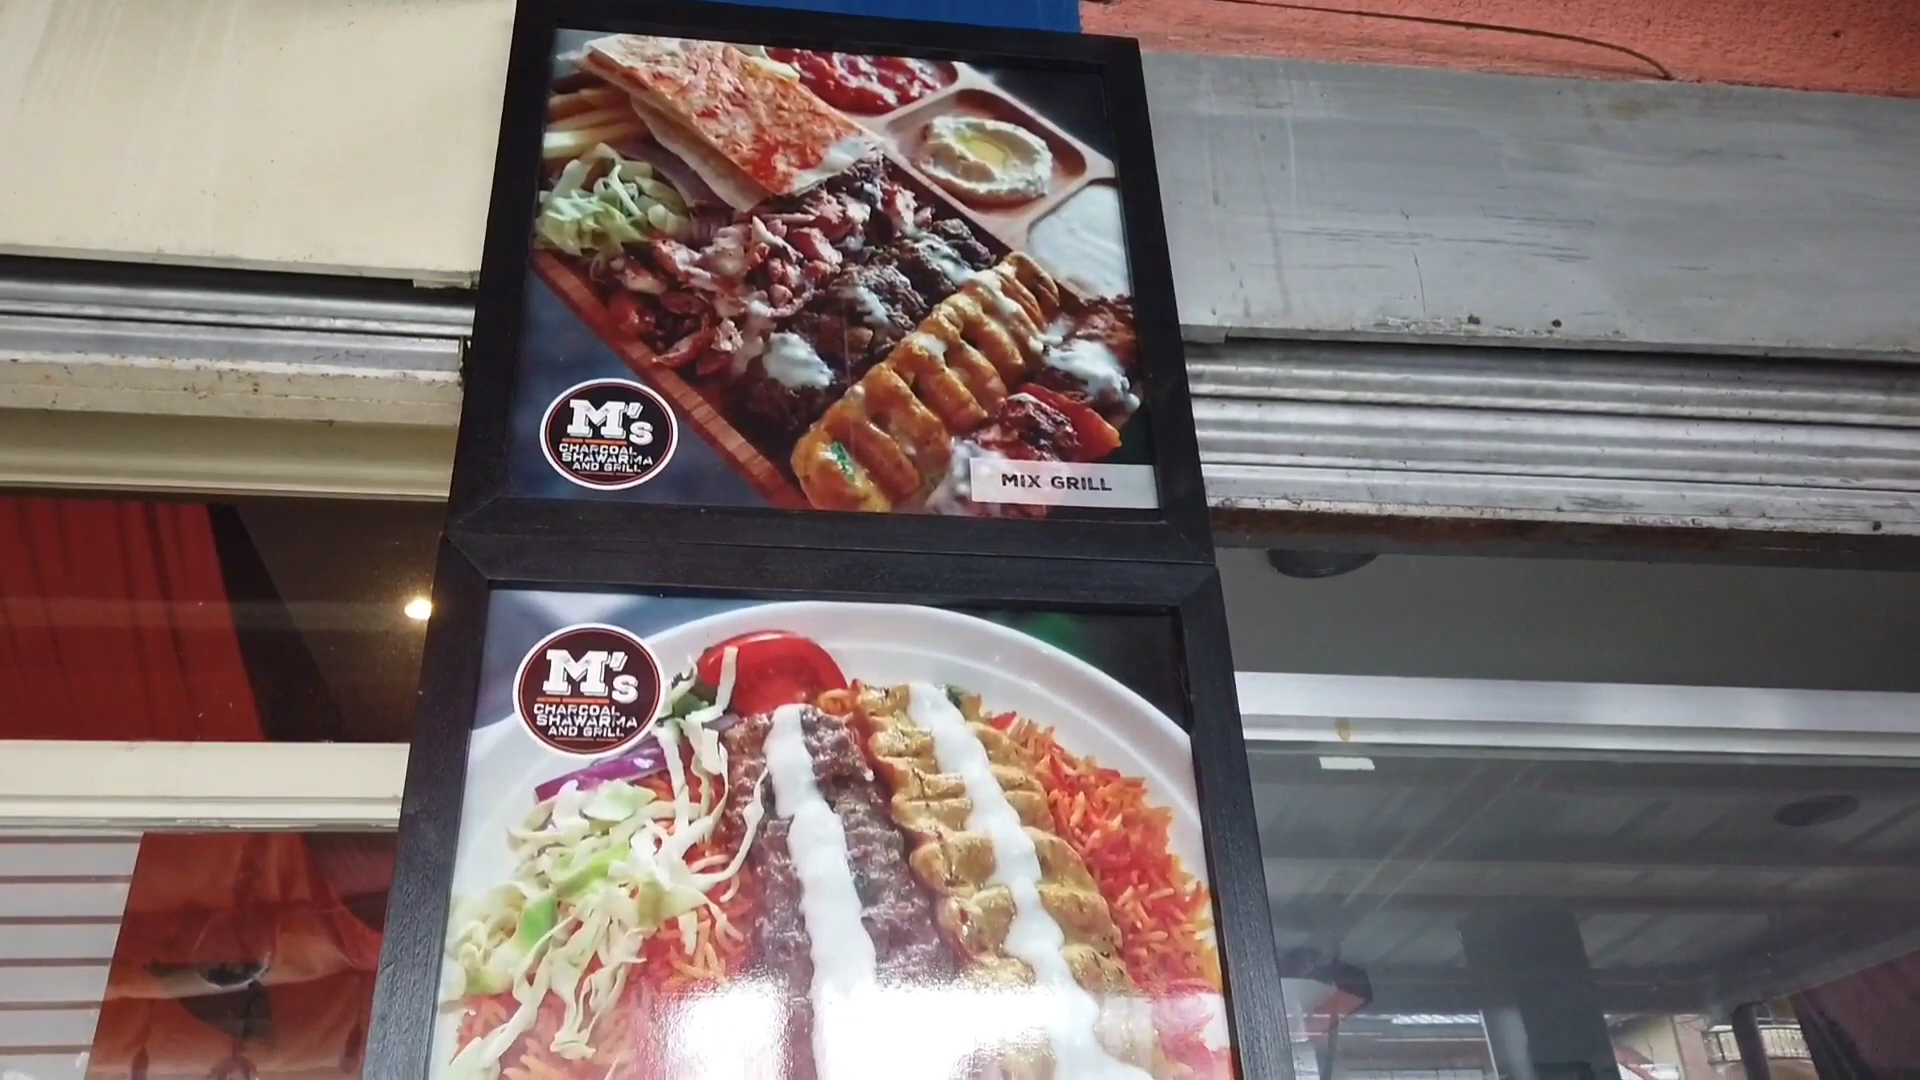 M's
CHARCOAL
SHAWARMA
AND GRILL
MIX GRILL
M's
CHARCOAL
SHAWARMA
AND GRILL